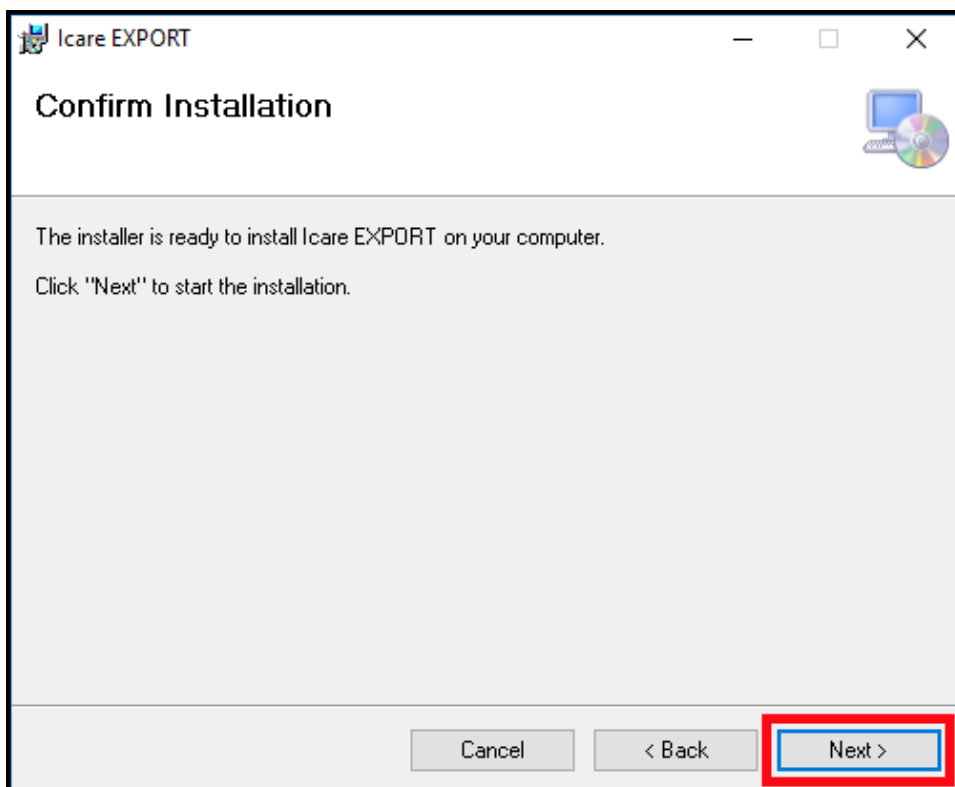 Icare EXPORT
Confirm Installation
The installer is ready to install Icare EXPORT on your computer.
Click "Next" to start the installation.
Cancel
< Back
Next >